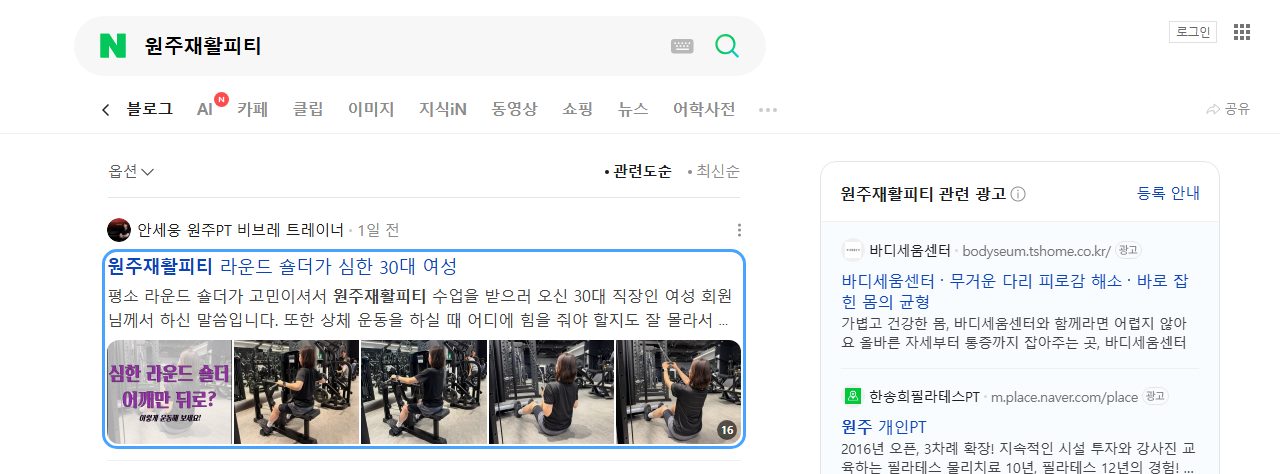 N 원주재활피티
로그인
블로그 AI N 카페 클립 이미지 지식iN 동영상 쇼핑 뉴스 어학사전
공유
옵션
• 관련도순 • 최신순
안세웅 원주PT 비브레 트레이너 · 1일 전
원주재활피티 라운드 숄더가 심한 30대 여성
평소 라운드 숄더가 고민이셔서 원주재활피티 수업을 받으러 오신 30대 직장인 여성 회원
님께서 하신 말씀입니다. 또한 상체 운동을 하실 때 어디에 힘을 줘야 할지도 잘 몰라서 ...
심한 라운드 숄더
어깨만 뒤로?
이렇게 운동해 보세요!
16
원주재활피티 관련 광고
등록 안내
바디세움센터 · bodyseum.tshome.co.kr/ 광고
바디세움센터 · 무거운 다리 피로감 해소 · 바로 잡
힌 몸의 균형
가볍고 건강한 몸, 바디세움센터와 함께라면 어렵지 않아
요 올바른 자세부터 통증까지 잡아주는 곳, 바디세움센터
한송희필라테스PT · m.place.naver.com/place 광고
원주 개인PT
2016년 오픈, 3차례 확장! 지속적인 시설 투자와 강사진 교
육하는 필라테스 물리치료 10년, 필라테스 12년의 경험! ...